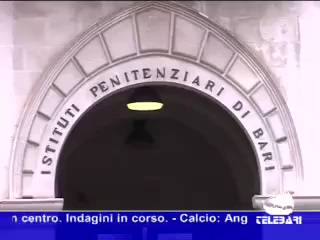 ISTITUTI PENITENZIARI DI BARI
n centro. Indagini in corso. - Calcio: Ang
TELEBARI